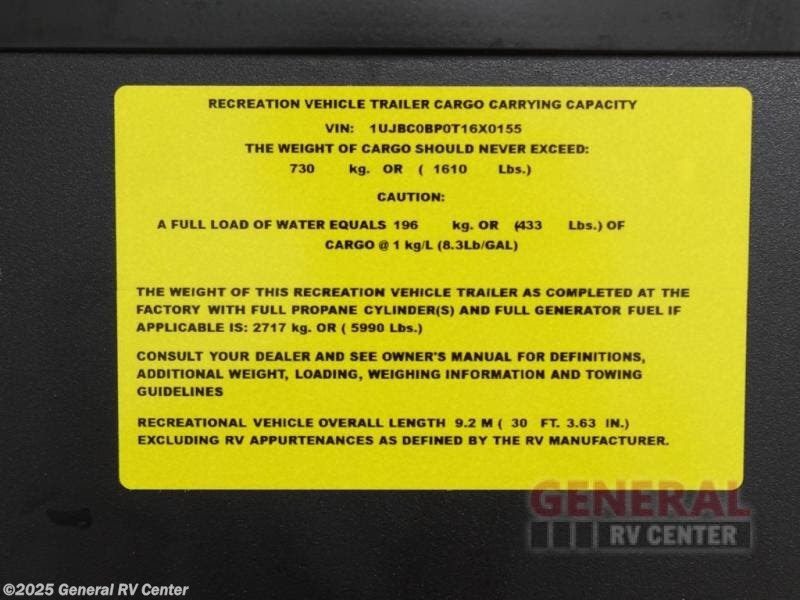 RECREATION VEHICLE TRAILER CARGO CARRYING CAPACITY
VIN: 1UJBC0BP0T16X0155
THE WEIGHT OF CARGO SHOULD NEVER EXCEED:
730 kg. OR ( 1610 Lbs.)
CAUTION:
A FULL LOAD OF WATER EQUALS 196 kg. OR (433 Lbs.) OF
CARGO @ 1 kg/L (8.3Lb/GAL)
THE WEIGHT OF THIS RECREATION VEHICLE TRAILER AS COMPLETED AT THE
FACTORY WITH FULL PROPANE CYLINDER(S) AND FULL GENERATOR FUEL IF
APPLICABLE IS: 2717 kg. OR ( 5990 Lbs.)
CONSULT YOUR DEALER AND SEE OWNER'S MANUAL FOR DEFINITIONS,
ADDITIONAL WEIGHT, LOADING, WEIGHING INFORMATION AND TOWING
GUIDELINES
RECREATIONAL VEHICLE OVERALL LENGTH 9.2 M ( 30 FT. 3.63 IN.)
EXCLUDING RV APPURTENANCES AS DEFINED BY THE RV MANUFACTURER.
GENERAL
RV CENTER
©2025 General RV Center